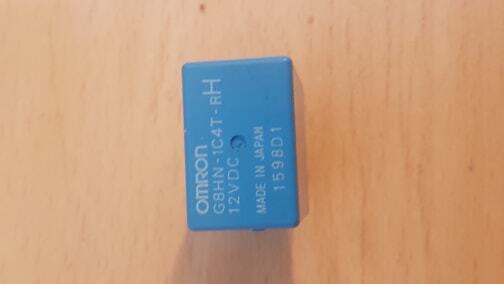 OMRON
G8HN-1C4T-RH
12VDC
MADE IN JAPAN
1598D1